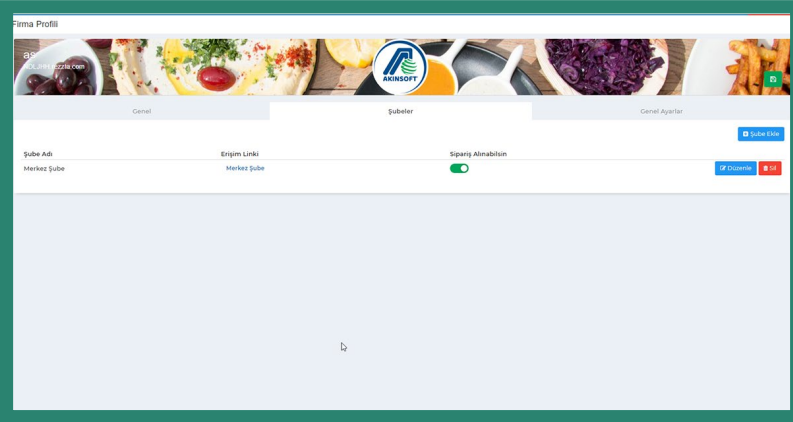 Firma Profili
as
AKINSOFT
Genel
Şubeler
Genel Ayarlar
Şube Ekle
Şube Adı Erişim Linki Sipariş Alınabilsin
Merkez Şube Merkez Şube Düzenle Sil